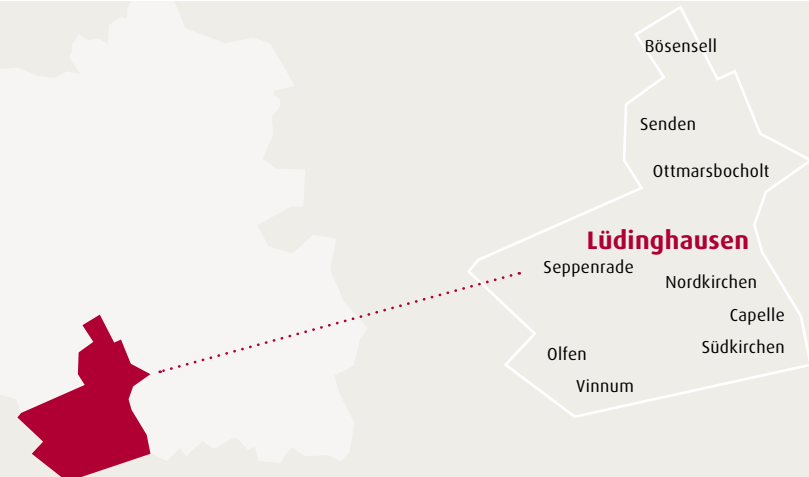 Bösensell
Senden
Ottmarsbocholt
Lüdinghausen
Seppenrade
Nordkirchen
Capelle
Südkirchen
Olfen
Vinnum